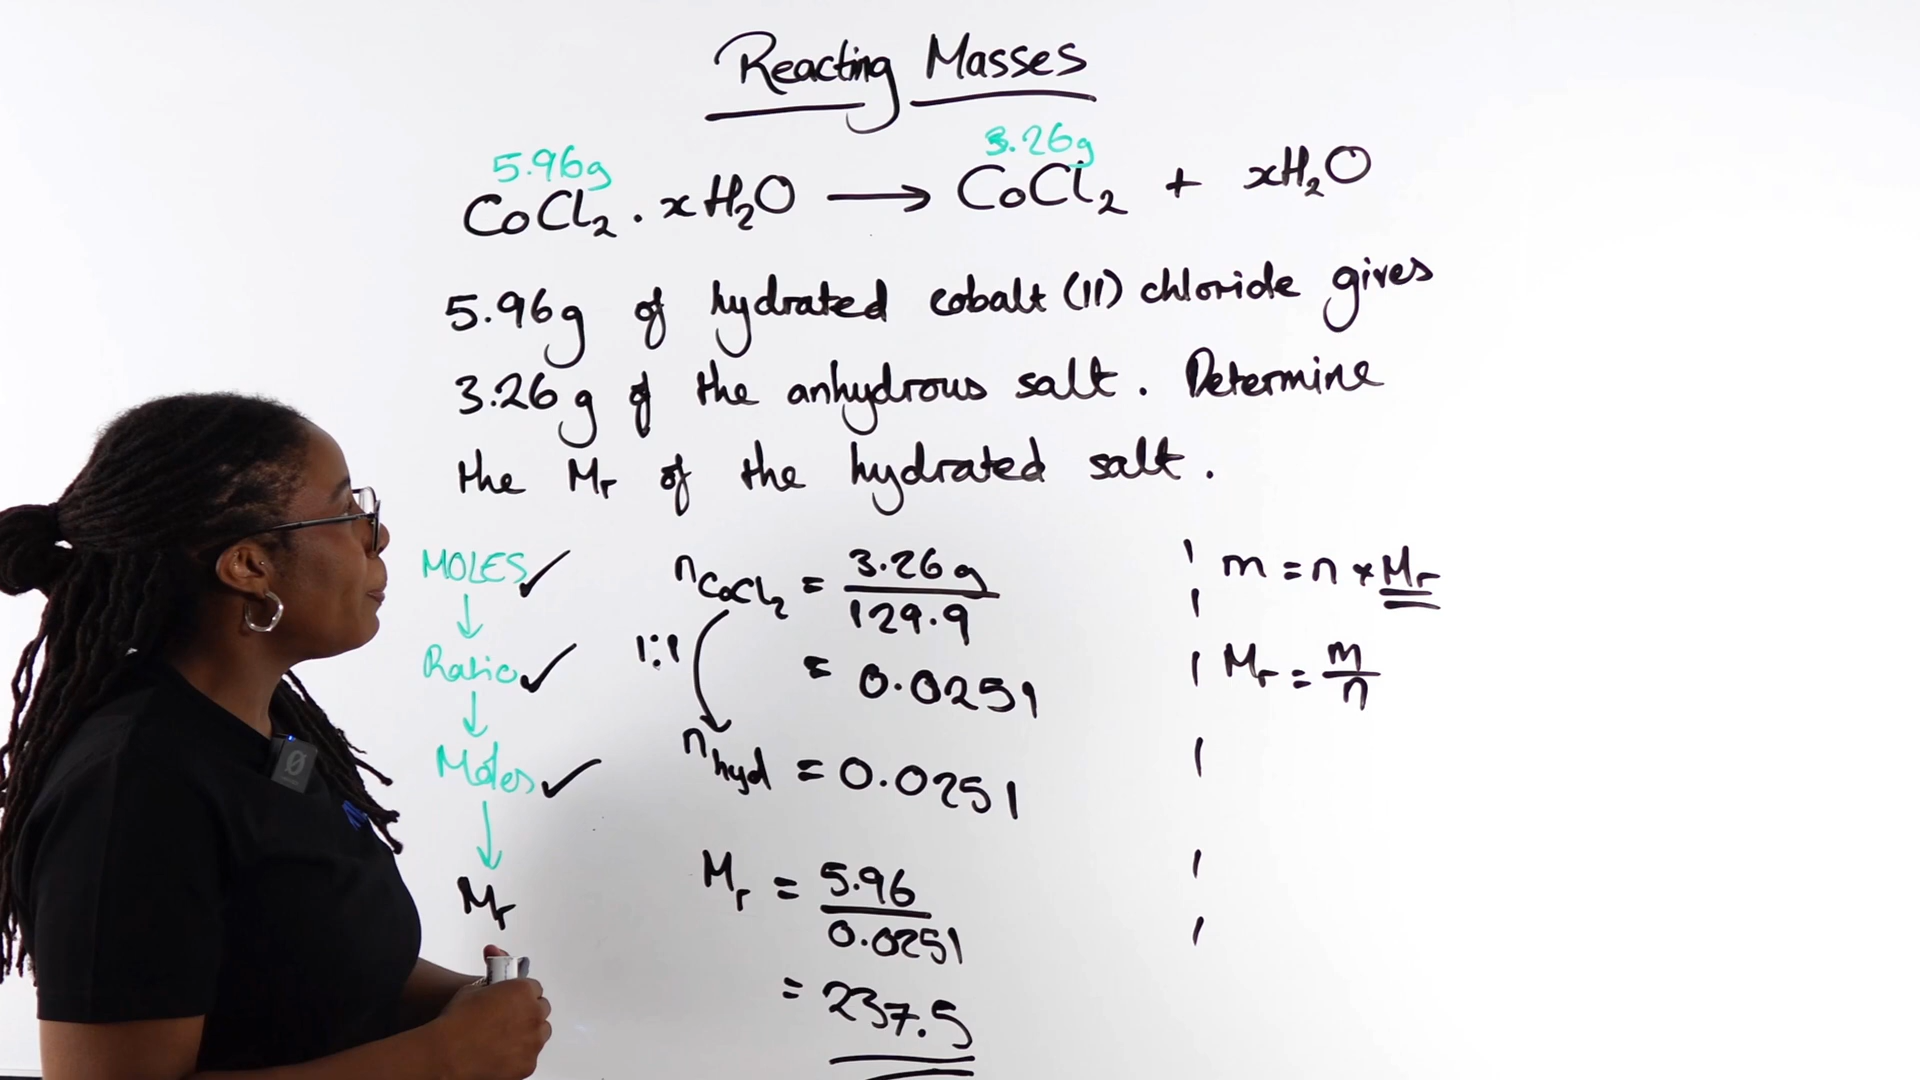 Reacting Masses
5.96g 3.26g
CoCl₂ . xH₂O → CoCl₂ + xH₂O
5.96g of hydrated cobalt (II) chloride gives
3.26g of the anhydrous salt. Determine
the Mr of the hydrated salt.
MOLES ✓
↓
Ratio ✓
↓
Moles ✓
↓
Mr
n CoCl₂ = 3.26g / 129.9
= 0.0251
1:1
n hyd = 0.0251
Mr = 5.96 / 0.0251
= 237.5
m = n × Mr
Mr = m / n